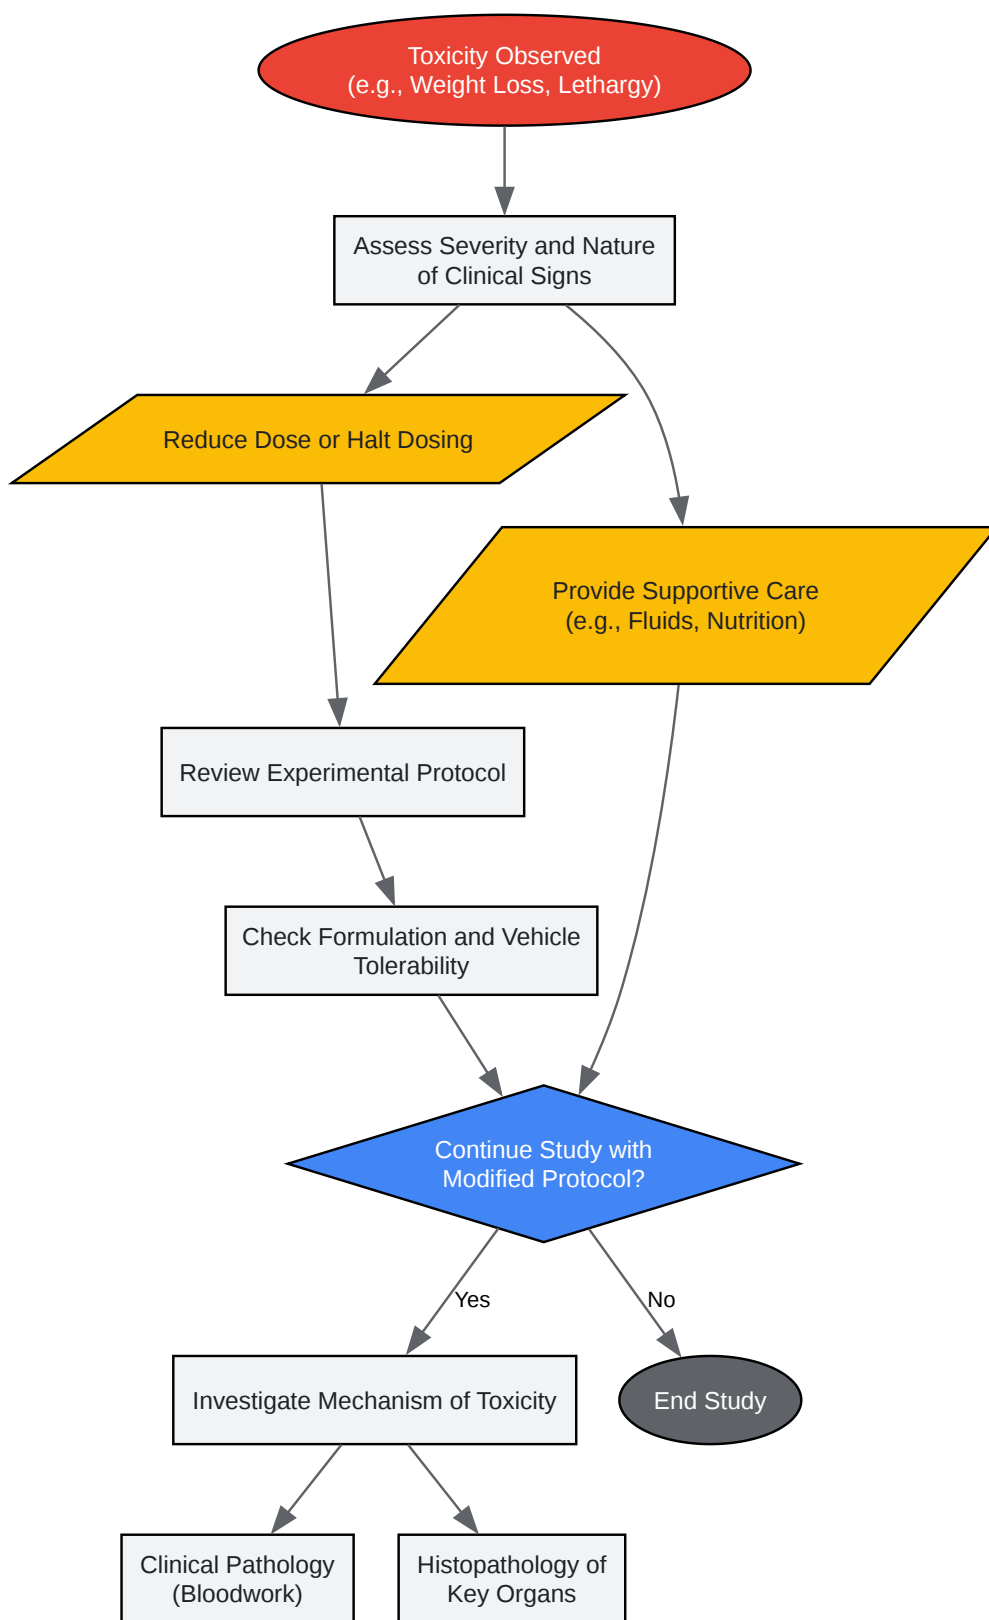 Toxicity Observed
(e.g., Weight Loss, Lethargy)
Assess Severity and Nature
of Clinical Signs
Reduce Dose or Halt Dosing
Provide Supportive Care
(e.g., Fluids, Nutrition)
Review Experimental Protocol
Check Formulation and Vehicle
Tolerability
Continue Study with
Modified Protocol?
Yes
No
Investigate Mechanism of Toxicity
End Study
Clinical Pathology
(Bloodwork)
Histopathology of
Key Organs